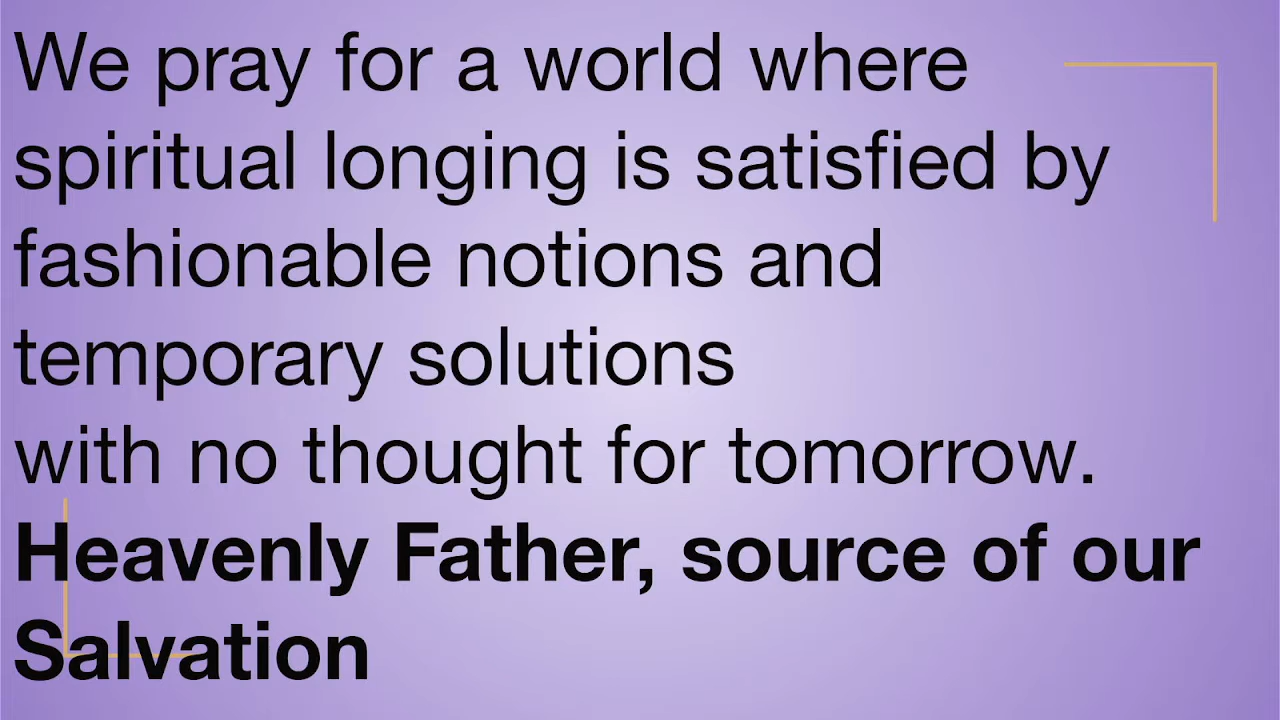 We pray for a world where
spiritual longing is satisfied by
fashionable notions and
temporary solutions
with no thought for tomorrow.
Heavenly Father, source of our
Salvation